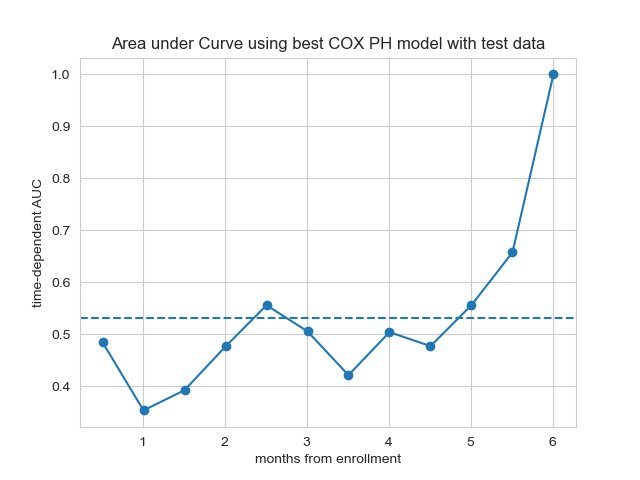 Area under Curve using best COX PH model with test data
time-dependent AUC
1.0
0.9
0.8
0.7
0.6
0.5
0.4
1 2 3 4 5 6
months from enrollment